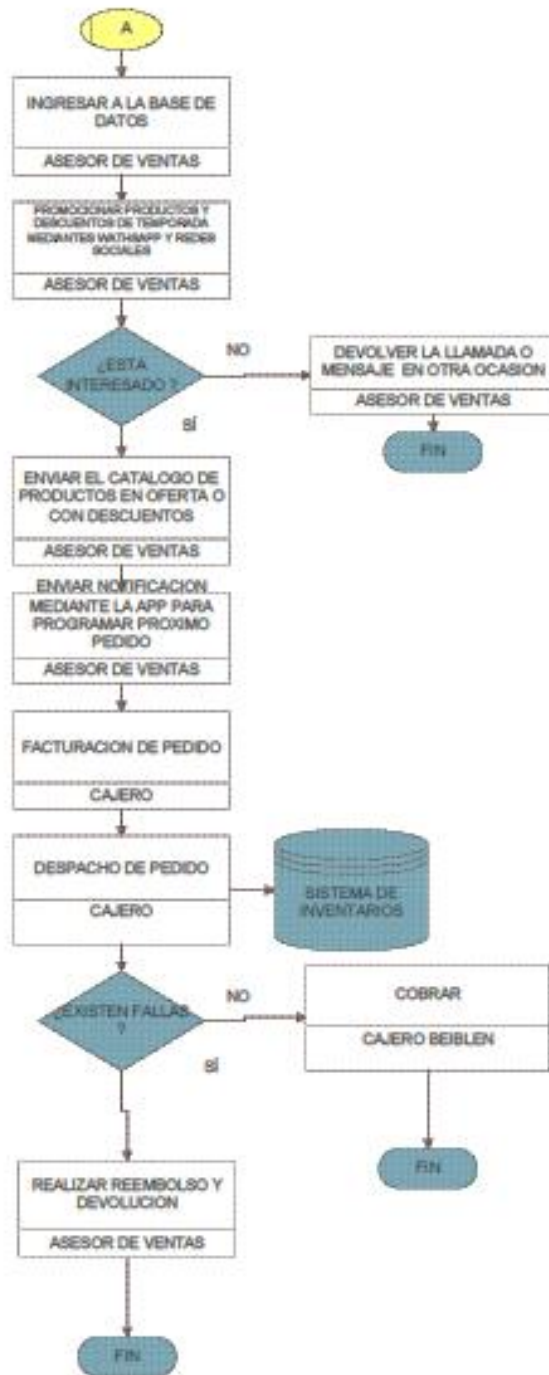 A
INGRESAR A LA BASE DE
DATOS
ASESOR DE VENTAS
PROMOCIONAR PRODUCTOS Y
DESCUENTOS DE TEMPORADA
MEDIANTES WATHSAPP Y REDES
SOCIALES
ASESOR DE VENTAS
¿ESTA
INTERESADO ?
NO
SÍ
DEVOLVER LA LLAMADA O
MENSAJE EN OTRA OCASION
ASESOR DE VENTAS
FIN
ENVIAR EL CATALOGO DE
PRODUCTOS EN OFERTA O
CON DESCUENTOS
ASESOR DE VENTAS
ENVIAR NOTIFICACION
MEDIANTE LA APP PARA
PROGRAMAR PROXIMO
PEDIDO
ASESOR DE VENTAS
FACTURACION DE PEDIDO
CAJERO
DESPACHO DE PEDIDO
CAJERO
SISTEMA DE
INVENTARIOS
¿EXISTEN FALLAS
?
NO
SÍ
COBRAR
CAJERO BEIBLEN
FIN
REALIZAR REEMBOLSO Y
DEVOLUCION
ASESOR DE VENTAS
FIN